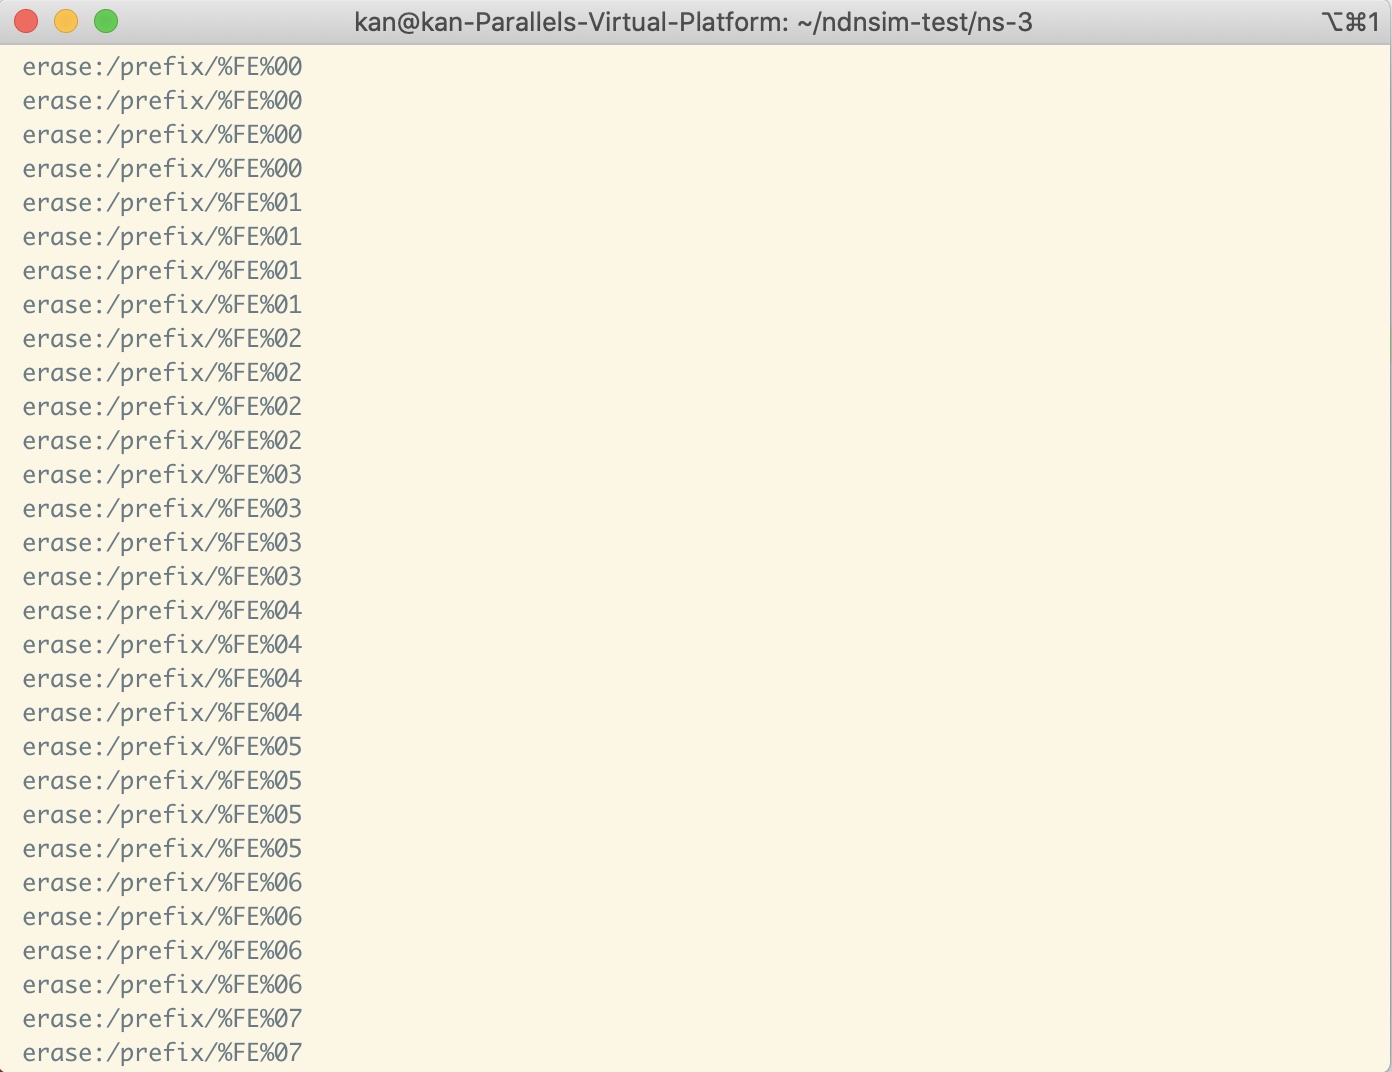 kan@kan-Parallels-Virtual-Platform: ~/ndnsim-test/ns-3 ⌥⌘1
erase:/prefix/%FE%00
erase:/prefix/%FE%00
erase:/prefix/%FE%00
erase:/prefix/%FE%00
erase:/prefix/%FE%01
erase:/prefix/%FE%01
erase:/prefix/%FE%01
erase:/prefix/%FE%01
erase:/prefix/%FE%02
erase:/prefix/%FE%02
erase:/prefix/%FE%02
erase:/prefix/%FE%02
erase:/prefix/%FE%03
erase:/prefix/%FE%03
erase:/prefix/%FE%03
erase:/prefix/%FE%03
erase:/prefix/%FE%04
erase:/prefix/%FE%04
erase:/prefix/%FE%04
erase:/prefix/%FE%04
erase:/prefix/%FE%05
erase:/prefix/%FE%05
erase:/prefix/%FE%05
erase:/prefix/%FE%05
erase:/prefix/%FE%06
erase:/prefix/%FE%06
erase:/prefix/%FE%06
erase:/prefix/%FE%06
erase:/prefix/%FE%07
erase:/prefix/%FE%07